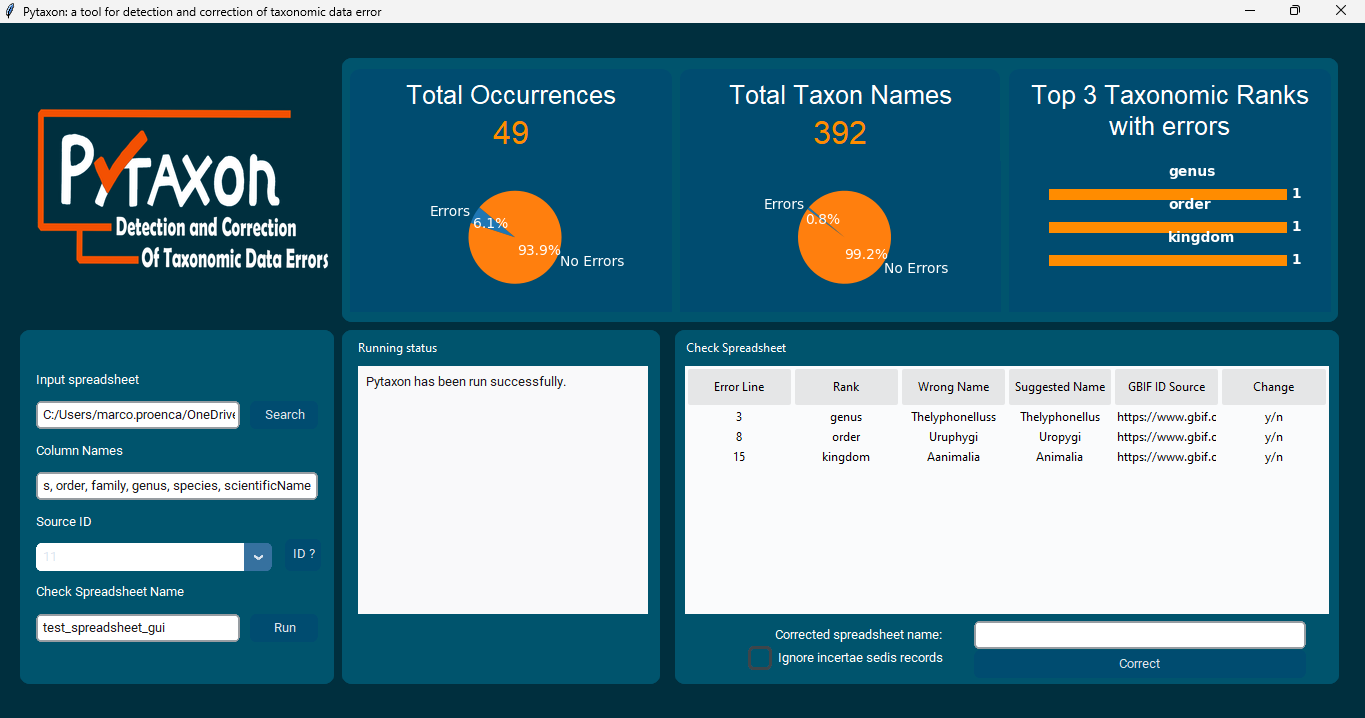 Pytaxon: a tool for detection and correction of taxonomic data error
PYTAXON
Detection and Correction
Of Taxonomic Data Errors
Total Occurrences
49
Errors
6.1%
93.9%
No Errors
Total Taxon Names
392
Errors
0.8%
99.2%
No Errors
Top 3 Taxonomic Ranks
with errors
genus
1
order
1
kingdom
1
Input spreadsheet
C:/Users/marco.proenca/OneDrive
Search
Column Names
s, order, family, genus, species, scientificName
Source ID
11
ID ?
Check Spreadsheet Name
test_spreadsheet_gui
Run
Running status
Pytaxon has been run successfully.
Check Spreadsheet
Error Line Rank Wrong Name Suggested Name GBIF ID Source Change
3 genus Thelyphonelluss Thelyphonellus https://www.gbif.c y/n
8 order Uruphygi Uropygi https://www.gbif.c y/n
15 kingdom Aanimalia Animalia https://www.gbif.c y/n
Corrected spreadsheet name:
Ignore incertae sedis records
Correct